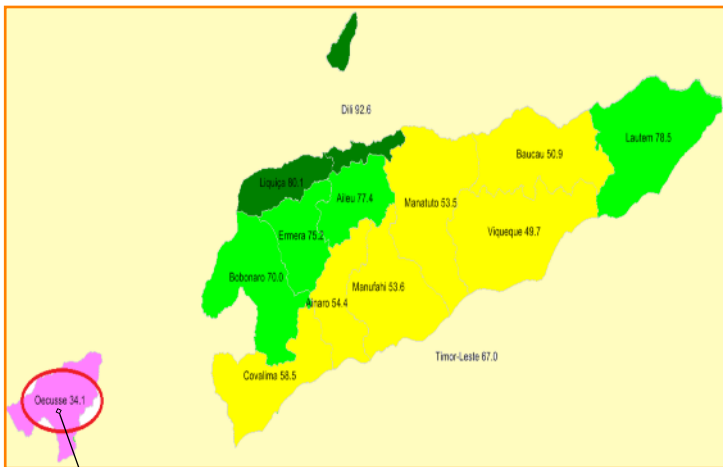 Dili 92.6
Lautem 78.5
Baucau 50.9
Liquiça 80.1
Aileu 77.4
Manatuto 53.5
Viqueque 49.7
Ermera 75.2
Bobonaro 70.0
Manufahi 53.6
Ainaro 54.4
Timor-Leste 67.0
Covalima 58.5
Oecusse 34.1